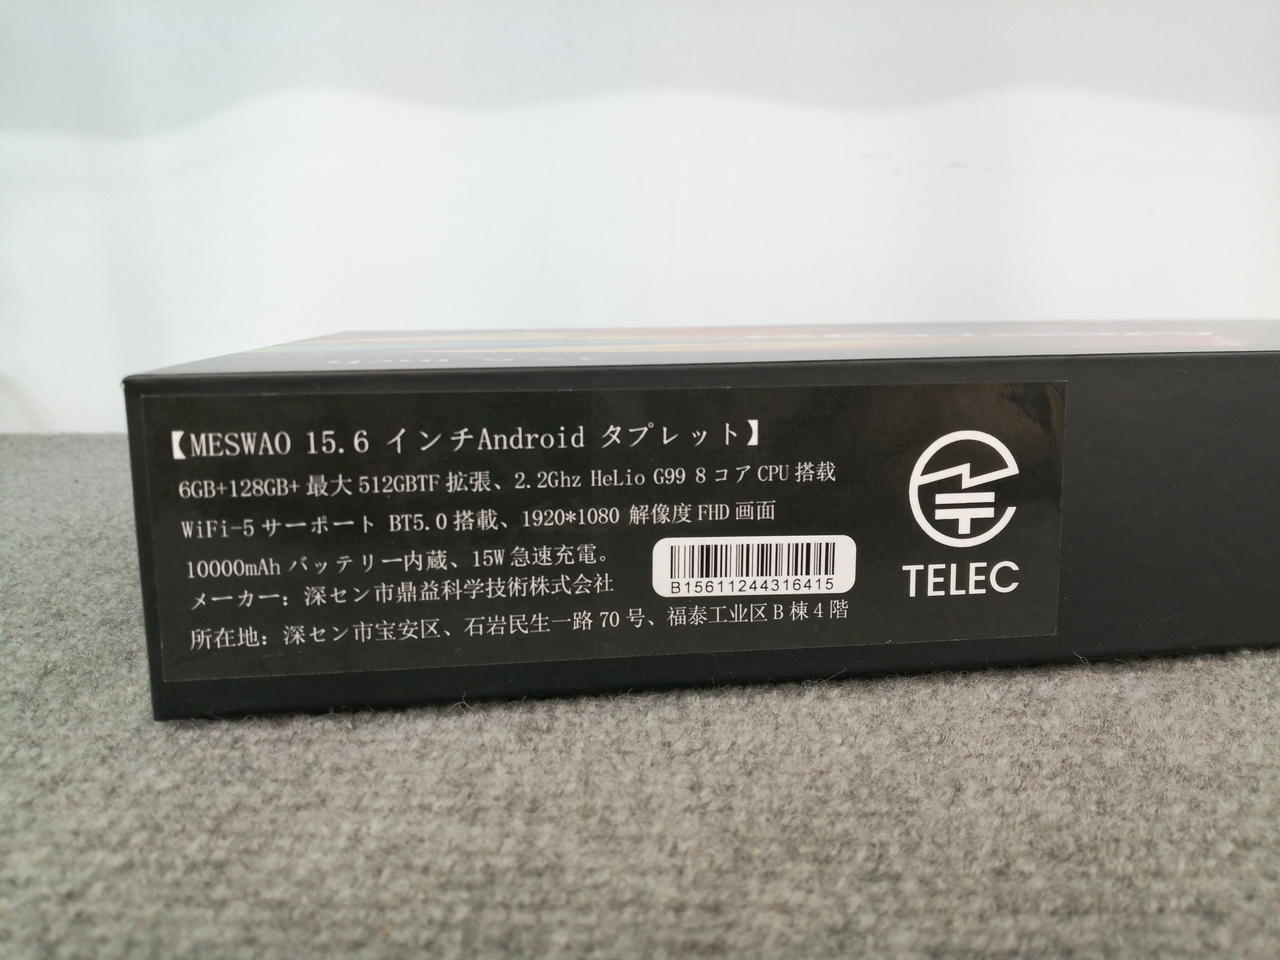 【MESWAO 15.6 インチAndroid タブレット】
6GB+128GB+ 最大 512GBTF 拡張、2.2Ghz HeLio G99 8 コア CPU 搭載
WiFi-5 サーポート BT5.0 搭載、1920*1080 解像度 FHD 画面
10000mAh バッテリー内蔵、15W 急速充電。
メーカー：深セン市鼎益科学技術株式会社
所在地：深セン市宝安区、石岩民生一路 70 号、福泰工业区 B 棟 4 階
B15611244316415
TELEC